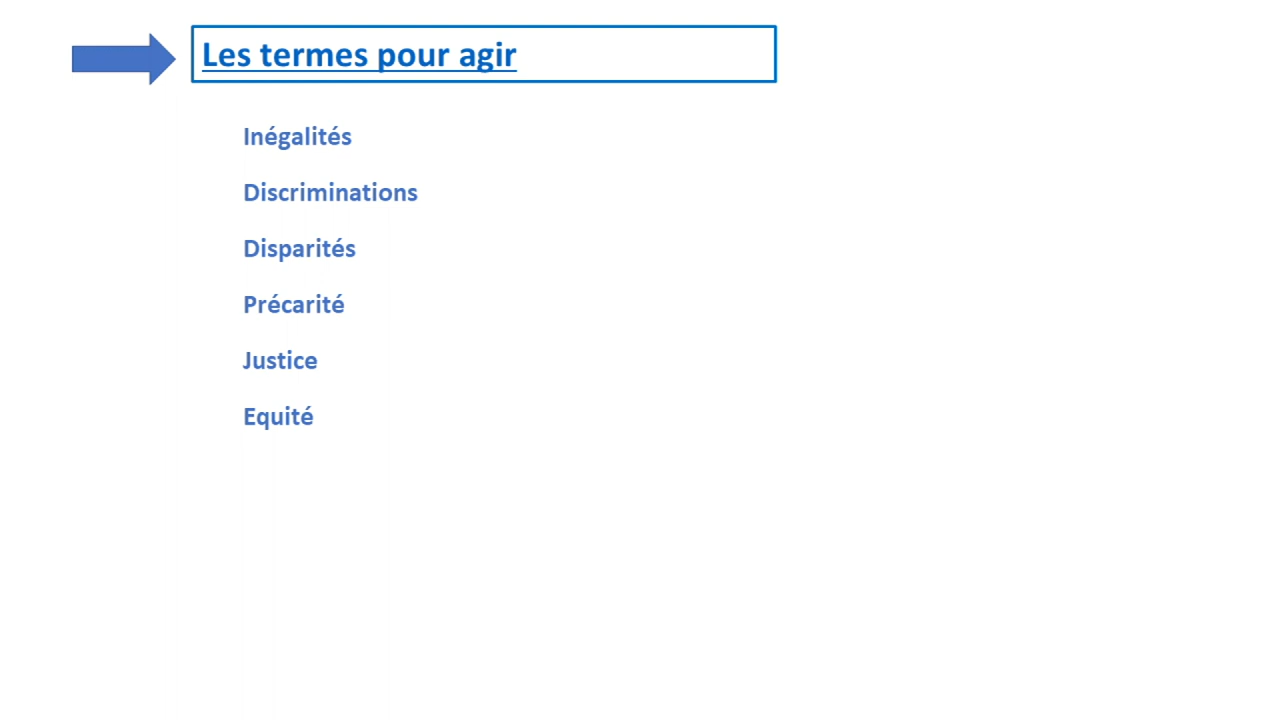 Les termes pour agir
Inégalités
Discriminations
Disparités
Précarité
Justice
Equité